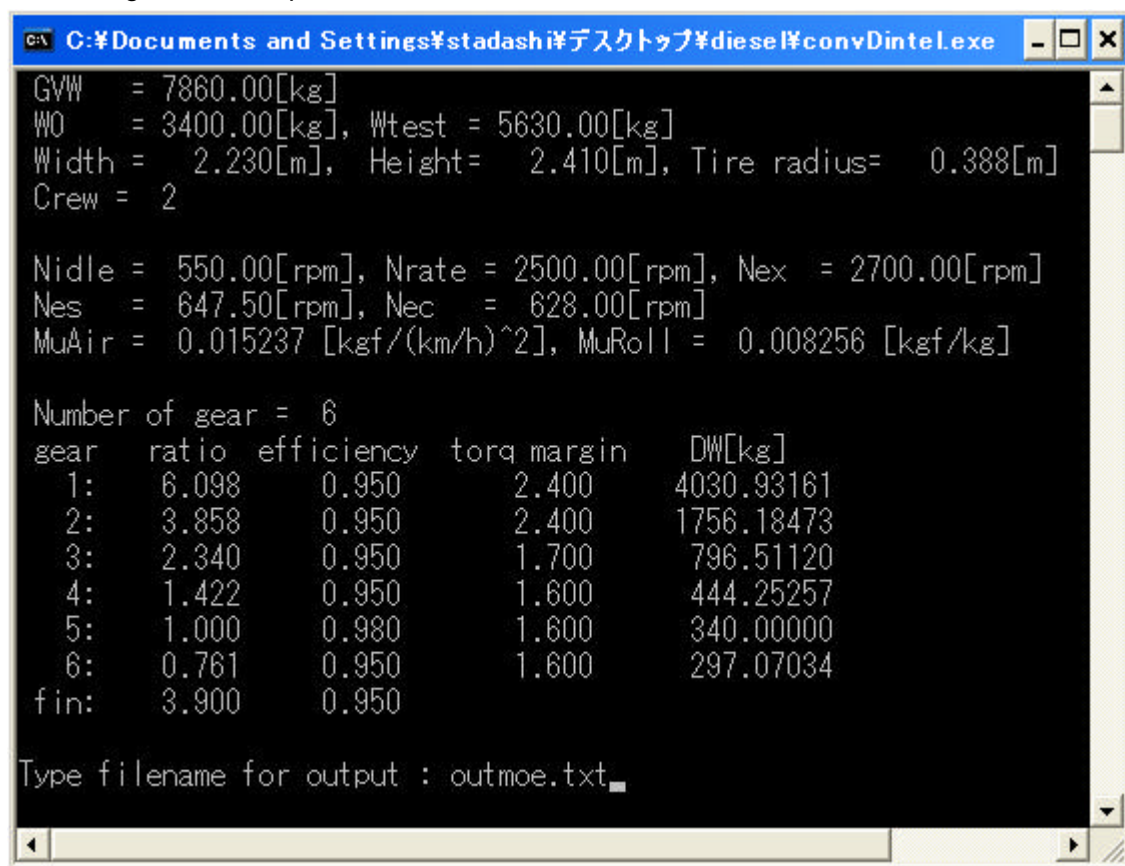 C:¥Documents and Settings¥stadashi¥デスクトップ¥diesel¥convDintel.exe
GVW = 7860.00[kg]
W0 = 3400.00[kg], Wtest = 5630.00[kg]
Width = 2.230[m], Height= 2.410[m], Tire radius= 0.388[m]
Crew = 2
Nidle = 550.00[rpm], Nrate = 2500.00[rpm], Nex = 2700.00[rpm]
Nes = 647.50[rpm], Nec = 628.00[rpm]
MuAir = 0.015237 [kgf/(km/h)^2], MuRoll = 0.008256 [kgf/kg]
Number of gear = 6
gear ratio efficiency torq margin DW[kg]
1: 6.098 0.950 2.400 4030.93161
2: 3.858 0.950 2.400 1756.18473
3: 2.340 0.950 1.700 796.51120
4: 1.422 0.950 1.600 444.25257
5: 1.000 0.980 1.600 340.00000
6: 0.761 0.950 1.600 297.07034
fin: 3.900 0.950
Type filename for output : outmoe.txt